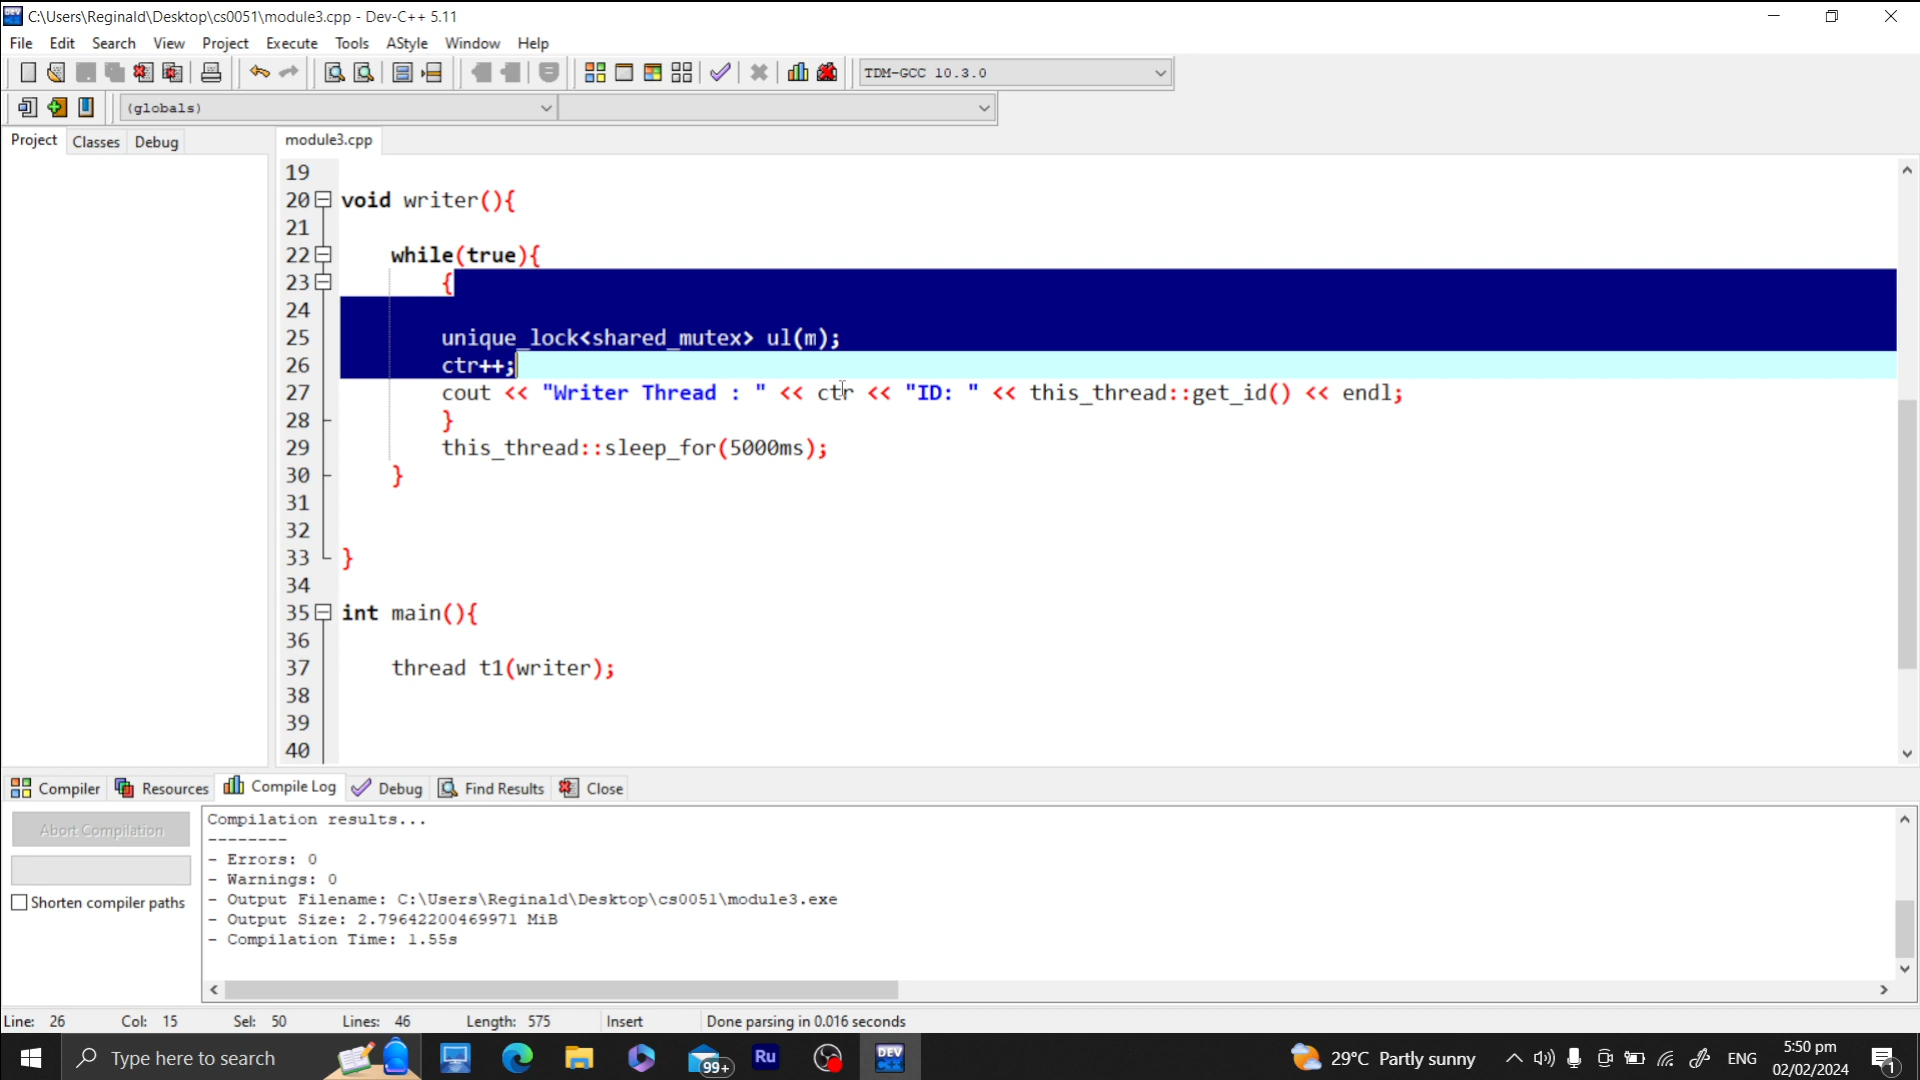 C:\Users\Reginald\Desktop\cs0051\module3.cpp - Dev-C++ 5.11
File Edit Search View Project Execute Tools AStyle Window Help
TDM-GCC 10.3.0
(globals)
Project Classes Debug
module3.cpp
19
20 void writer(){
21
22 while(true){
23 {
24
25 unique_lock<shared_mutex> ul(m);
26 ctr++;
27 cout << "Writer Thread : " << ctr << "ID: " << this_thread::get_id() << endl;
28 }
29 this_thread::sleep_for(5000ms);
30 }
31
32
33 }
34
35 int main(){
36
37 thread t1(writer);
38
39
40
Compiler Resources Compile Log Debug Find Results Close
Abort Compilation
Shorten compiler paths
Compilation results...
--------
- Errors: 0
- Warnings: 0
- Output Filename: C:\Users\Reginald\Desktop\cs0051\module3.exe
- Output Size: 2.79642200469971 MiB
- Compilation Time: 1.55s
Line: 26 Col: 15 Sel: 50 Lines: 46 Length: 575 Insert Done parsing in 0.016 seconds
Type here to search
99+
Ru
DEV C++
29°C Partly sunny
ENG
5:50 pm
02/02/2024
1